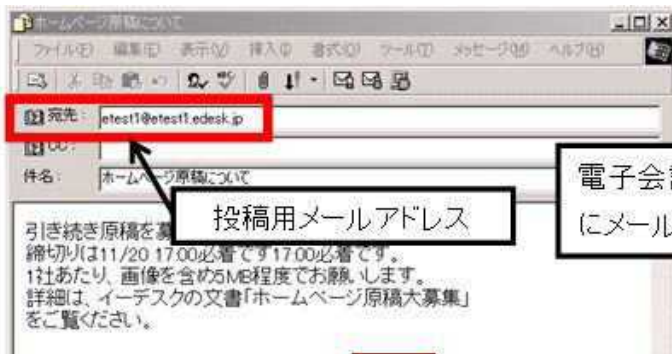 ホームページ原稿について
ファイル(F) 編集(E) 表示(V) 挿入(I) 書式(O) ツール(T) メッセージ(M) ヘルプ(H)
宛先: etest1@etest1.edesk.jp
CC:
件名: ホームページ原稿について
電子会
投稿用メールアドレス
にメール
引き続き原稿を募
締切りは11/20 17:00必着です17:00必着です。
1社あたり、画像を含め5MB程度でお願いします。
詳細は、イーデスクの文書「ホームページ原稿大募集」
をご覧ください。